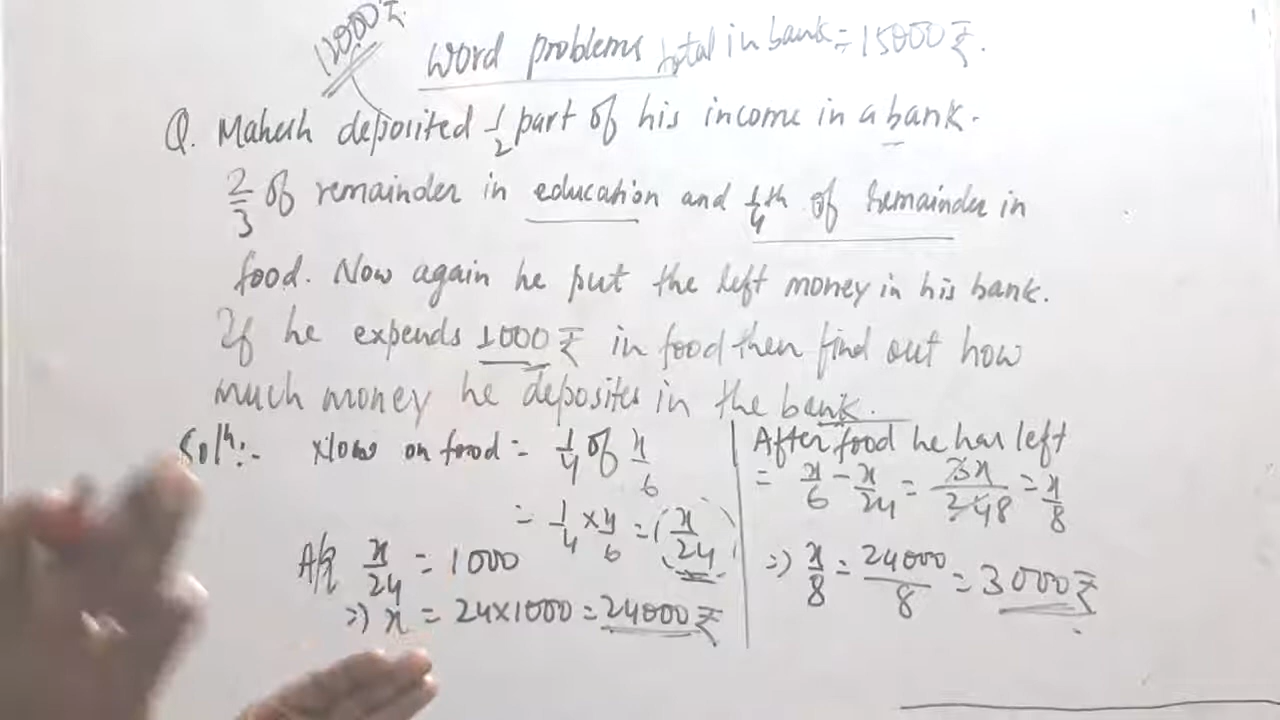 12000 ₹.
Word problems total in bank = 15000 ₹.
Q. Mahesh deposited 1/2 part of his income in a bank.
2/3 of remainder in education and 1/4th of remainder in
food. Now again he put the left money in his bank.
If he expends 1000 ₹ in food then find out how
much money he deposites in the bank.
Soln:- on food = 1/4 of x/6
= 1/4 × x/6 = (x/24)
A/q x/24 = 1000
=) x = 24×1000 = 24000 ₹
After food he has left
= x/6 - x/24 = 3x/24 = x/8
=) x/8 = 24000/8 = 3000 ₹